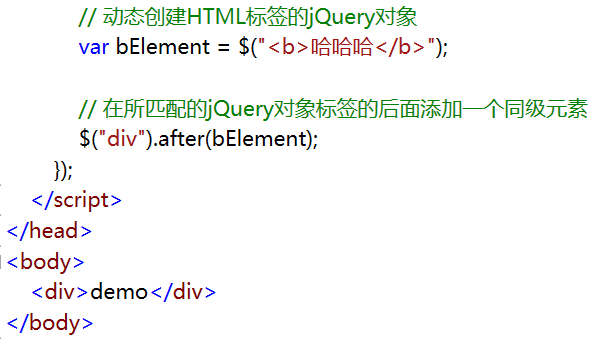 // 动态创建HTML标签的jQuery对象
var bElement = $("<b>哈哈哈</b>");
// 在所匹配的jQuery对象标签的后面添加一个同级元素
$("div").after(bElement);
});
</script>
</head>
<body>
<div>demo</div>
</body>